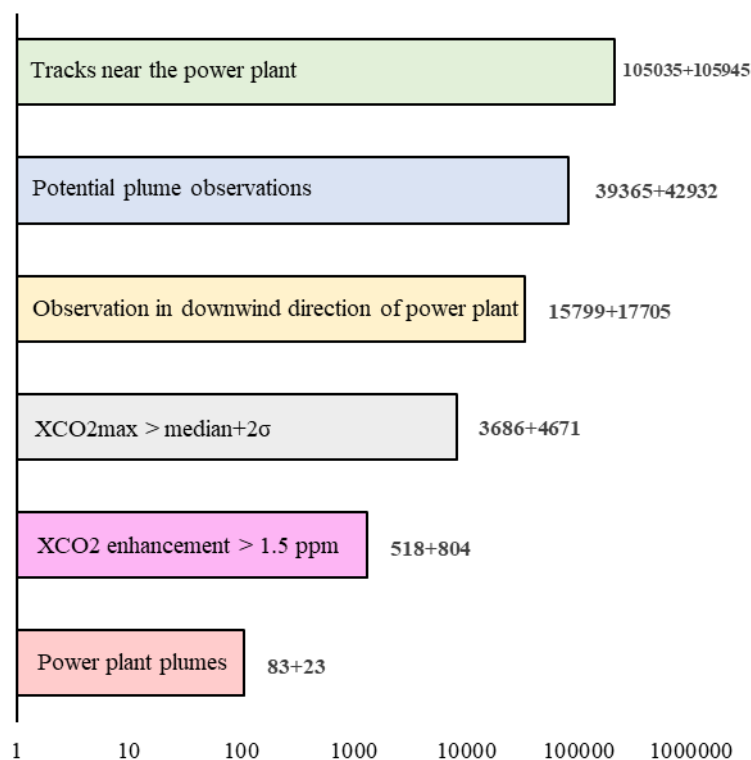 Tracks near the power plant 105035+105945
Potential plume observations 39365+42932
Observation in downwind direction of power plant 15799+17705
XCO2max > median+2σ 3686+4671
XCO2 enhancement > 1.5 ppm 518+804
Power plant plumes 83+23
1 10 100 1000 10000 100000 1000000